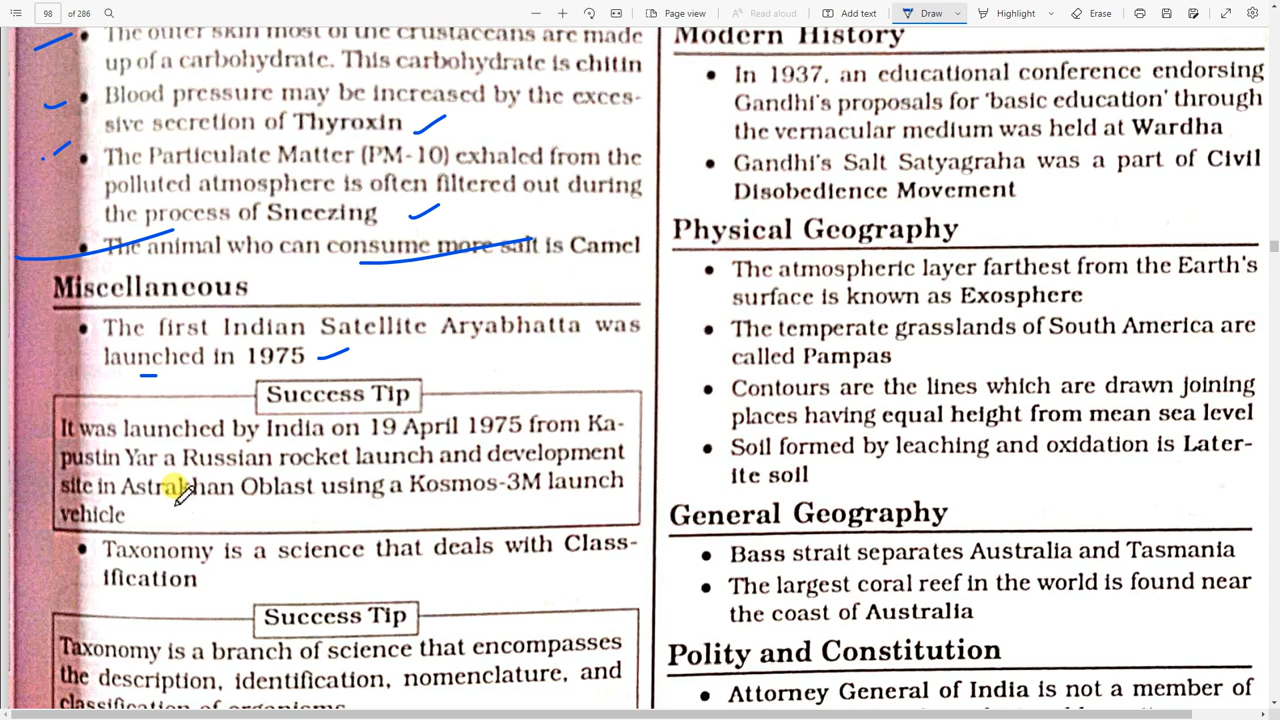 98 of 286
Page view
Read aloud
Add text
Draw
Highlight
Erase
The outer skin most of the crustaceans are made
up of a carbohydrate. This carbohydrate is chitin
Blood pressure may be increased by the exces-
sive secretion of Thyroxin
The Particulate Matter (PM-10) exhaled from the
polluted atmosphere is often filtered out during
the process of Sneezing
The animal who can consume more salt is Camel
Miscellaneous
The first Indian Satellite Aryabhatta was
launched in 1975
Success Tip
It was launched by India on 19 April 1975 from Ka-
pustin Yar a Russian rocket launch and development
site in Astrakhan Oblast using a Kosmos-3M launch
vehicle
Taxonomy is a science that deals with Class-
ification
Success Tip
Taxonomy is a branch of science that encompasses
the description, identification, nomenclature, and
classification of organisms
Modern History
In 1937, an educational conference endorsing
Gandhi's proposals for 'basic education' through
the vernacular medium was held at Wardha
Gandhi's Salt Satyagraha was a part of Civil
Disobedience Movement
Physical Geography
The atmospheric layer farthest from the Earth's
surface is known as Exosphere
The temperate grasslands of South America are
called Pampas
Contours are the lines which are drawn joining
places having equal height from mean sea level
Soil formed by leaching and oxidation is Later-
ite soil
General Geography
Bass strait separates Australia and Tasmania
The largest coral reef in the world is found near
the coast of Australia
Polity and Constitution
Attorney General of India is not a member of